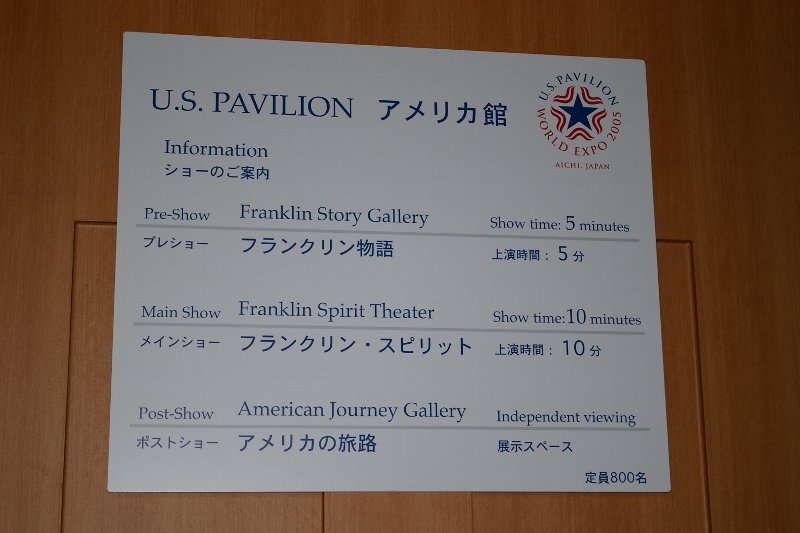 U.S. PAVILION アメリカ館
U.S. PAVILION
WORLD EXPO 2005
AICHI, JAPAN
Information
ショーのご案内
Pre-Show Franklin Story Gallery Show time: 5 minutes
プレショー フランクリン物語 上演時間： 5 分
Main Show Franklin Spirit Theater Show time: 10 minutes
メインショー フランクリン・スピリット 上演時間： 10 分
Post-Show American Journey Gallery Independent viewing
ポストショー アメリカの旅路 展示スペース
定員800名